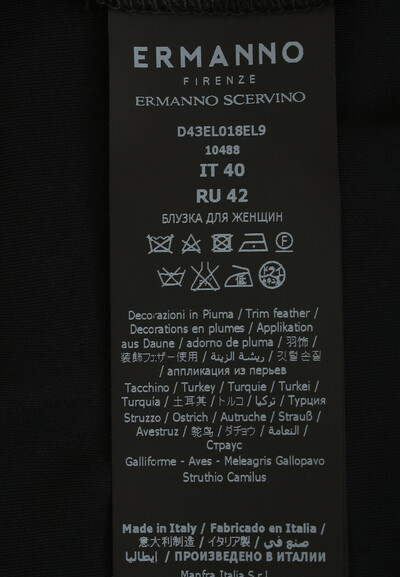 ERMANNO
FIRENZE
ERMANNO SCERVINO
D43EL018EL9
10488
IT 40
RU 42
БЛУЗКА ДЛЯ ЖЕНЩИН
Decorazioni in Piuma / Trim feather /
Decorations en plumes / Applikation
aus Daune / adorno de pluma / 羽饰 /
装飾フェザー使用 / ريشة الزينة / 깃털 손질
/ аппликация из перьев
Tacchino / Turkey / Turquie / Turkei /
Turquía / 土耳其 / トルコ / تركيا / Турция
Struzzo / Ostrich / Autruche / Strauß /
Avestruz / 鸵鸟 / ダチョウ / النعامة /
Страус
Galliforme - Aves - Meleagris Gallopavo
Struthio Camilus
Made in Italy / Fabricado en Italia /
意大利制造 / イタリア製 / صنع في
إيطاليا / ПРОИЗВЕДЕНО В ИТАЛИИ
Manfra Italia S.r.l.